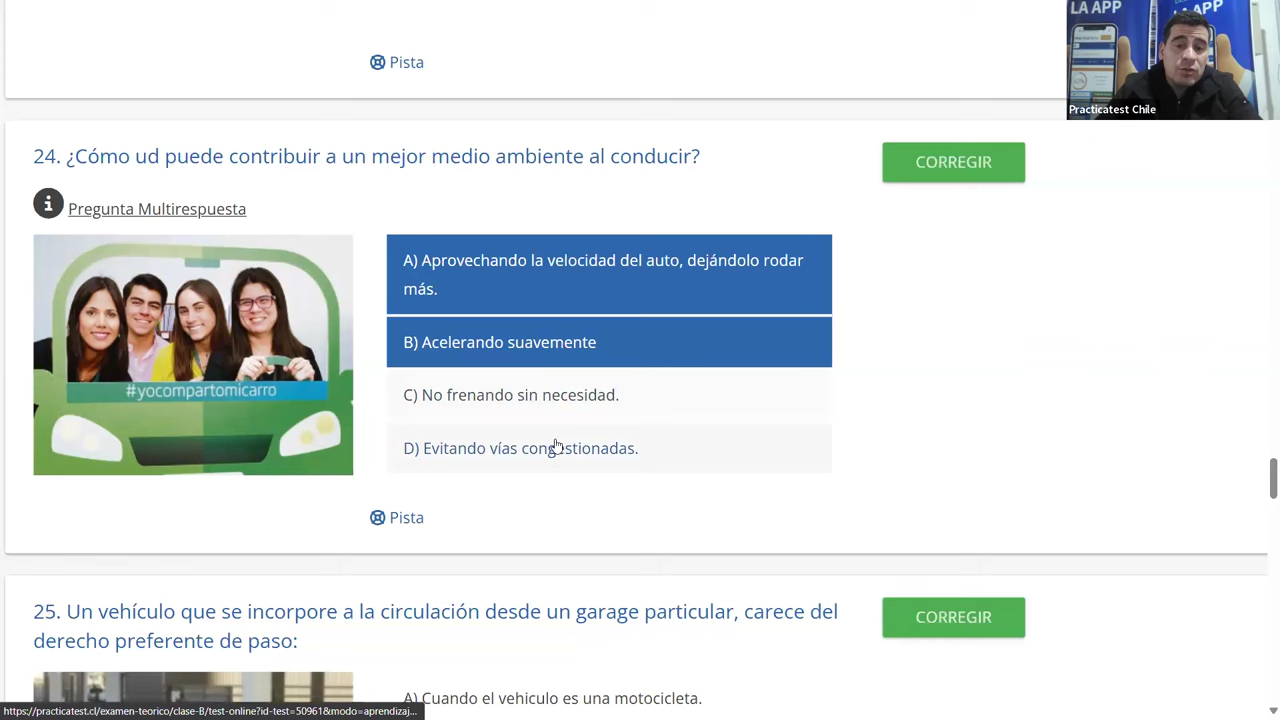 LA APP
LA APP
Practicatest Chile
Pista
24. ¿Cómo ud puede contribuir a un mejor medio ambiente al conducir?
CORREGIR
Pregunta Multirespuesta
#yocompartomicarro
A) Aprovechando la velocidad del auto, dejándolo rodar
más.
B) Acelerando suavemente
C) No frenando sin necesidad.
D) Evitando vías congestionadas.
Pista
25. Un vehículo que se incorpore a la circulación desde un garage particular, carece del
derecho preferente de paso:
CORREGIR
A) Cuando el vehiculo es una motocicleta.
https://practicatest.cl/examen-teorico/clase-B/test-online?id-test=50961&modo=aprendizaj...